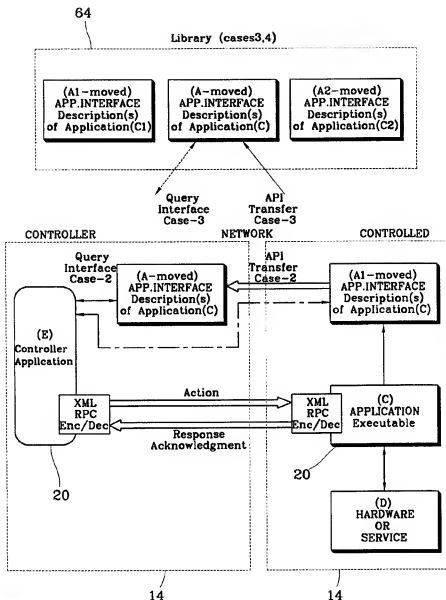 64
Library (cases3,4)
(A1-moved)
APP.INTERFACE
Description(s)
of Application(C1)
(A-moved)
APP.INTERFACE
Description(s)
of Application(C)
(A2-moved)
APP.INTERFACE
Description(s)
of Application(C2)
Query
Interface
Case-3
API
Transfer
Case-3
CONTROLLER
NETWORK
CONTROLLED
Query
Interface
Case-2
(A-moved)
APP.INTERFACE
Description(s)
of Application(C)
API
Transfer
Case-2
(A1-moved)
APP.INTERFACE
Description(s)
of Application(C)
(E)
Controller
Application
XML
RPC
Enc/Dec
Action
Response
Acknowledgment
XML
RPC
Enc/Dec
(C)
APPLICATION
Executable
20
20
(D)
HARDWARE
OR
SERVICE
14
14